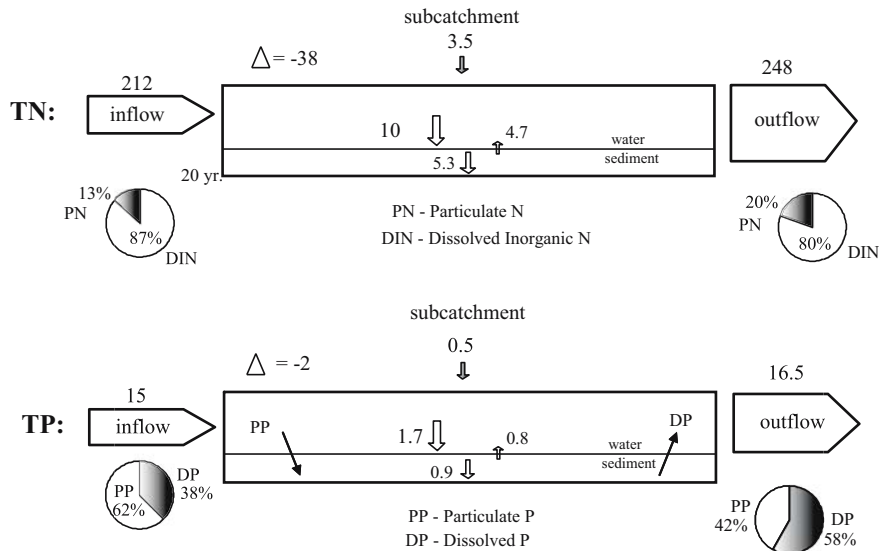 subcatchment
3.5
Δ = -38
212
248
TN:
inflow
outflow
10
4.7
water
sediment
5.3
20 yr.
13%
PN
87%
DIN
PN - Particulate N
DIN - Dissolved Inorganic N
20%
PN
80%
DIN
subcatchment
0.5
Δ = -2
15
16.5
TP:
inflow
outflow
PP
1.7
0.8
DP
water
sediment
0.9
PP
62%
DP
38%
PP - Particulate P
DP - Dissolved P
PP
42%
DP
58%